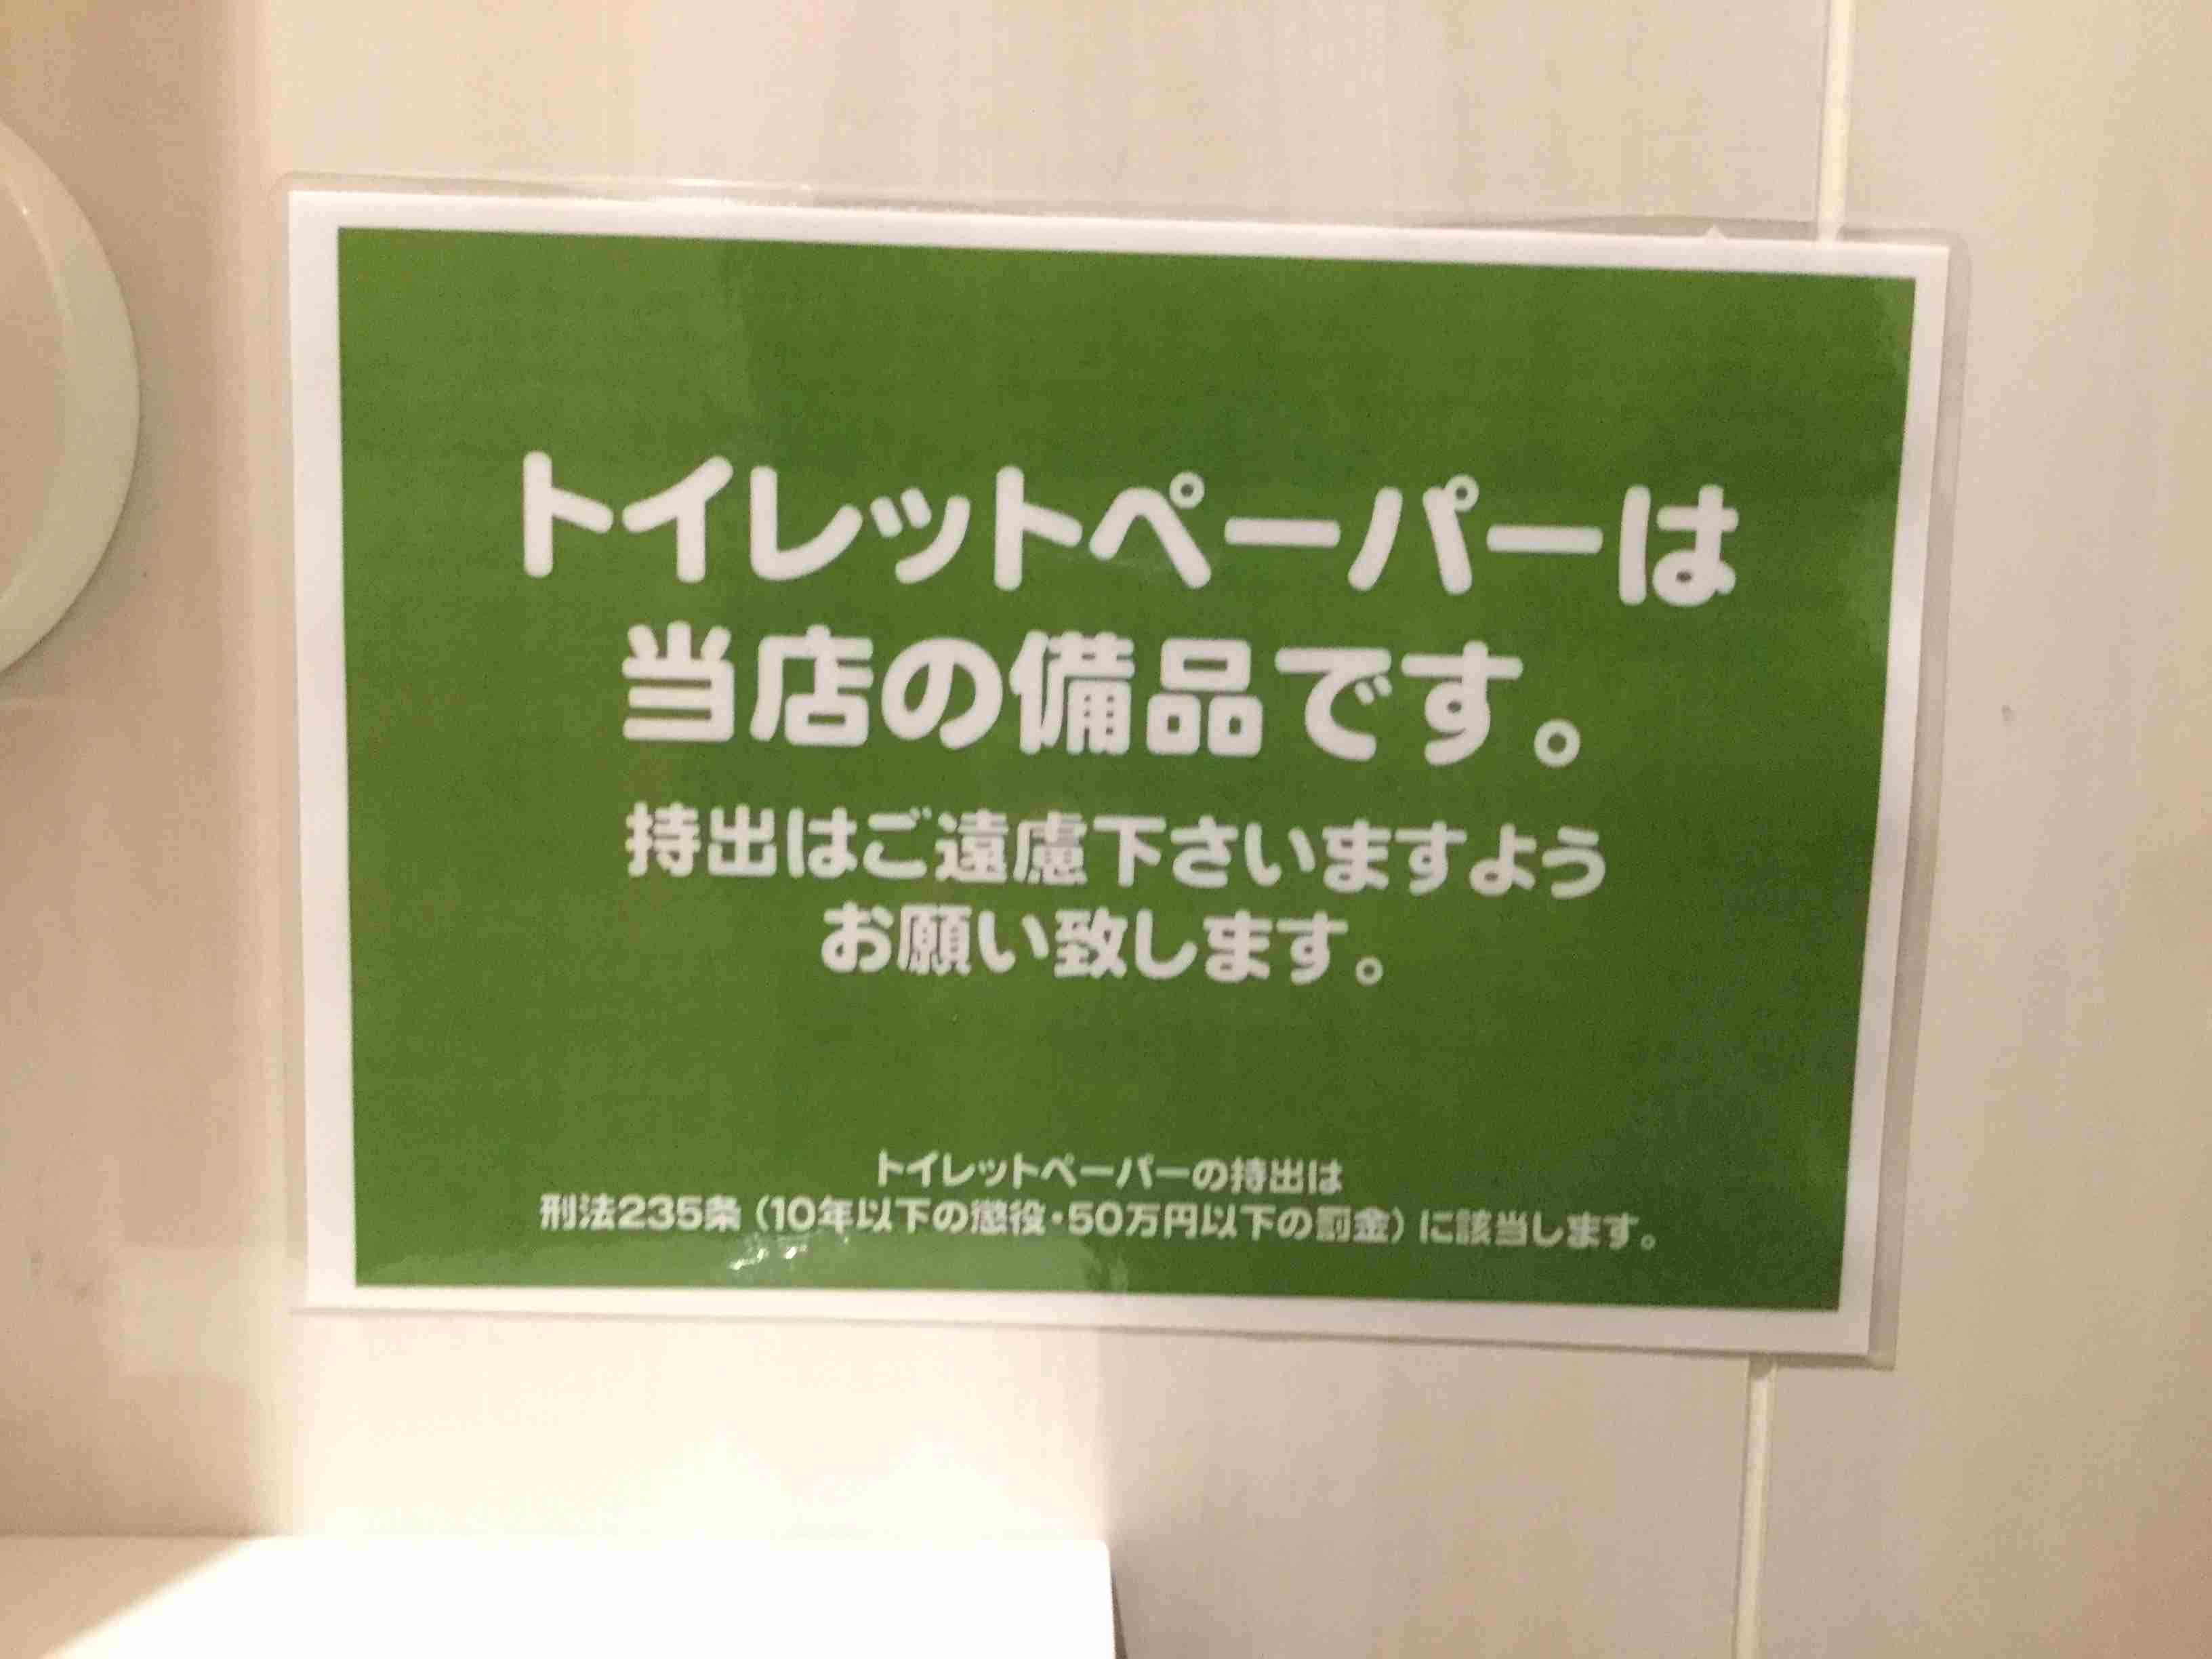 トイレットペーパーは
当店の備品です。
持出はご遠慮下さいますよう
お願い致します。
トイレットペーパーの持出は
刑法235条(10年以下の懲役・50万円以下の罰金)に該当します。